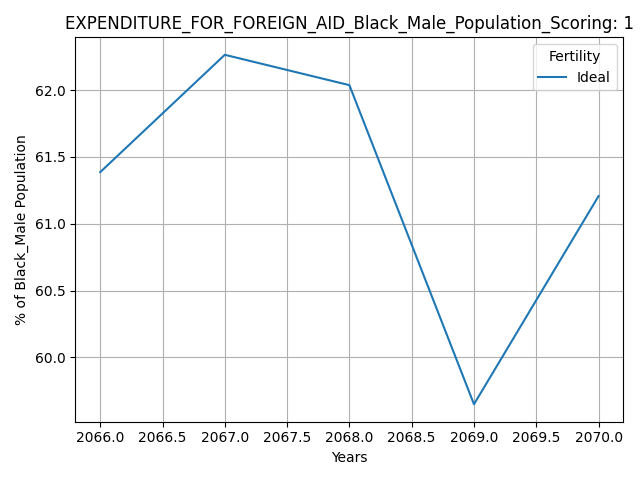 EXPENDITURE_FOR_FOREIGN_AID_Black_Male_Population_Scoring: 1
Fertility
Ideal
% of Black_Male Population
62.0
61.5
61.0
60.5
60.0
2066.0 2066.5 2067.0 2067.5 2068.0 2068.5 2069.0 2069.5 2070.0
Years